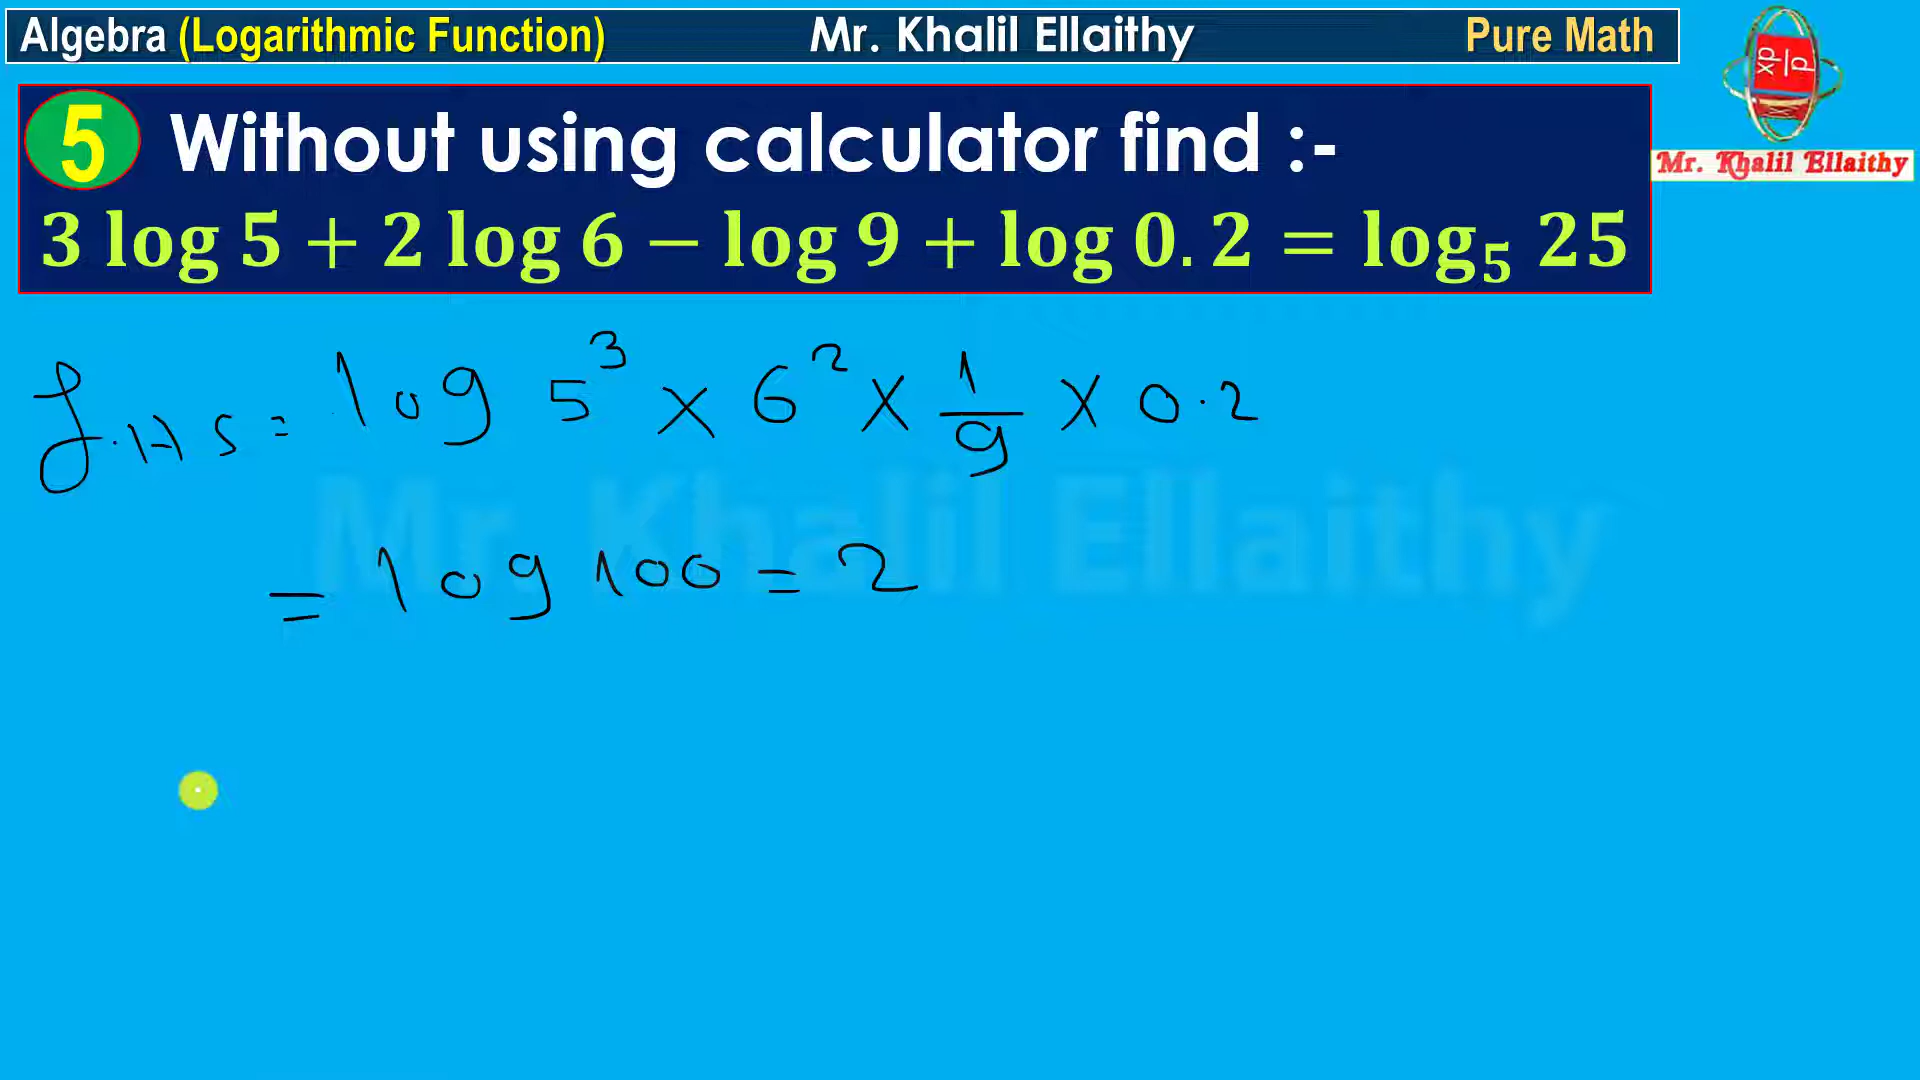 Algebra (Logarithmic Function) Mr. Khalil Ellaithy Pure Math
5 Without using calculator find :-
3 log 5 + 2 log 6 − log 9 + log 0.2 = log₅ 25
Mr. Khalil Ellaithy
L.H S = log 5³ × 6² × 1/9 × 0.2
Mr. Khalil Ellaithy
= log 100 = 2